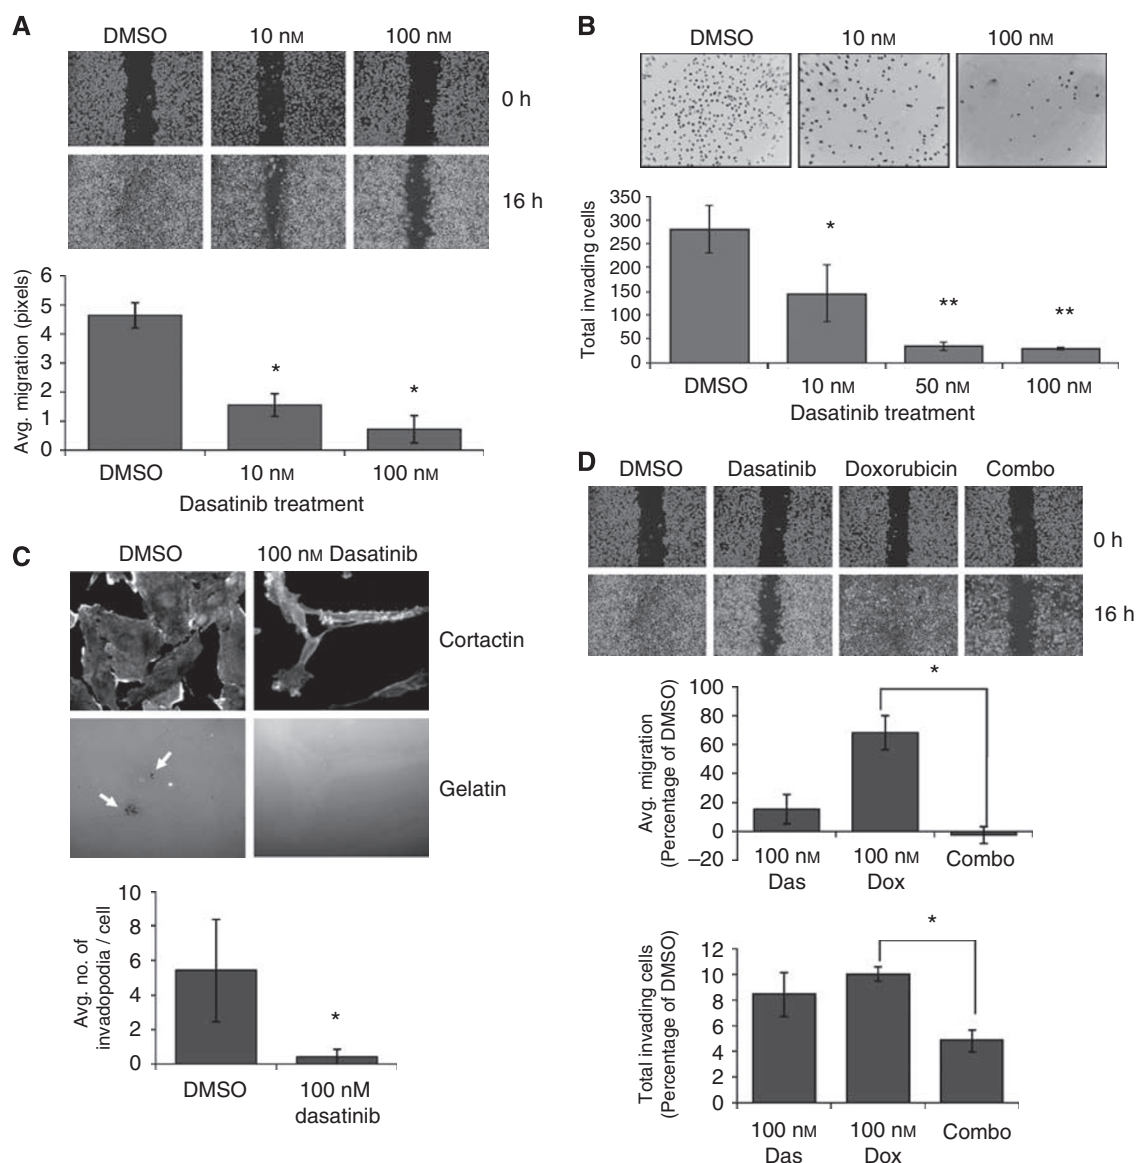 A
DMSO 10 nM 100 nM
0 h
16 h
Avg. migration (pixels)
6
5
4
3
2
1
0
*
*
DMSO 10 nM 100 nM
Dasatinib treatment
B
DMSO 10 nM 100 nM
Total invading cells
350
300
250
200
150
100
50
0
*
**
**
DMSO 10 nM 50 nM 100 nM
Dasatinib treatment
C
DMSO 100 nM Dasatinib
Cortactin
Gelatin
Avg. no. of
invadopodia / cell
10
8
6
4
2
0
*
DMSO 100 nM
dasatinib
D
DMSO Dasatinib Doxorubicin Combo
0 h
16 h
Avg. migration
(Percentage of DMSO)
100
80
60
40
20
0
–20
*
100 nM 100 nM Combo
Das Dox
Total invading cells
(Percentage of DMSO)
12
10
8
6
4
2
0
*
100 nM 100 nM Combo
Das Dox